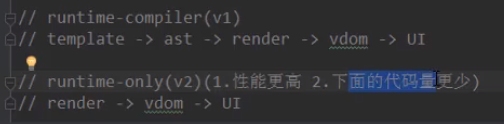 // runtime-compiler(v1)
// template -> ast -> render -> vdom -> UI
// runtime-only(v2)(1.性能更高 2.下面的代码量更少)
// render -> vdom -> UI